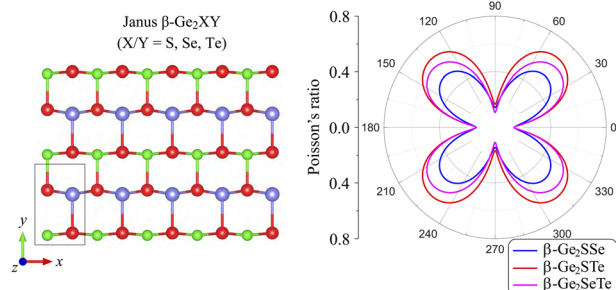 Janus β-Ge₂XY
(X/Y = S, Se, Te)
y
z
x
Poisson's ratio
0.8
0.4
0.0
0.4
0.8
90
120
60
150
30
180
0
210
330
240
300
270
β-Ge₂SSe
β-Ge₂STe
β-Ge₂SeTe